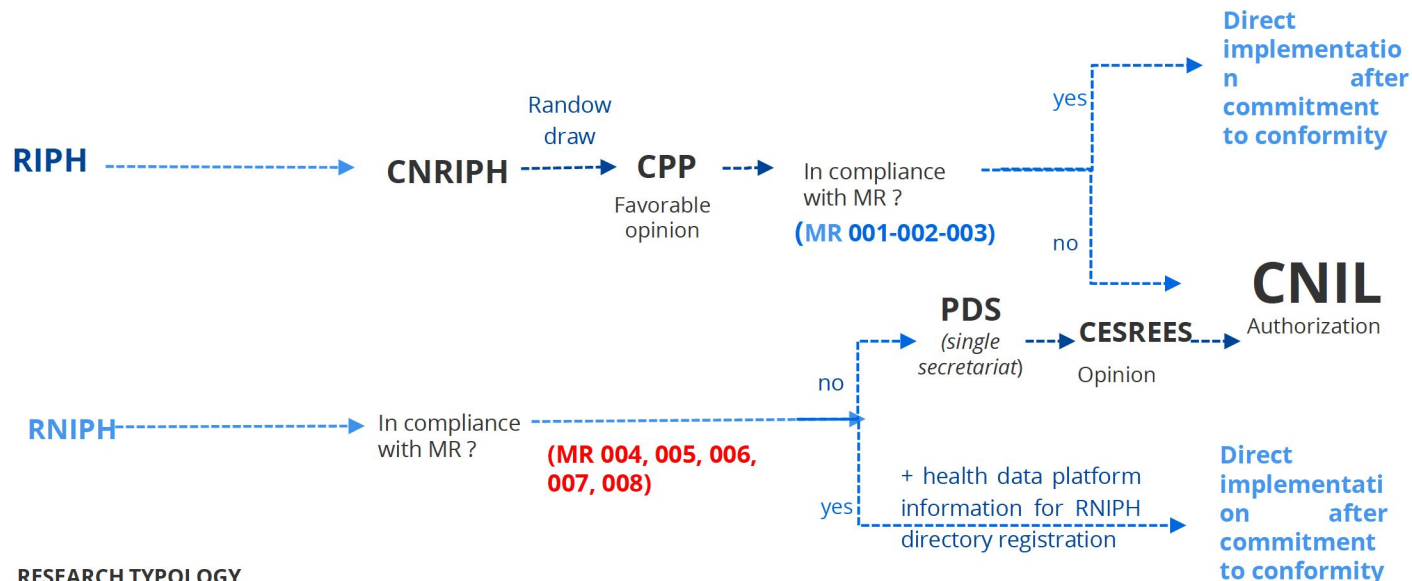 Direct
implementatio
n after
commitment
to conformity
Randow
draw
yes
RIPH
CNRIPH
CPP
Favorable
opinion
In compliance
with MR ?
(MR 001-002-003)
no
CNIL
Authorization
PDS
(single
secretariat)
CESREES
Opinion
no
RNIPH
In compliance
with MR ?
(MR 004, 005, 006,
007, 008)
yes
+ health data platform
information for RNIPH
directory registration
Direct
implementati
on after
commitment
to conformity
RESEARCH TYPOLOGY